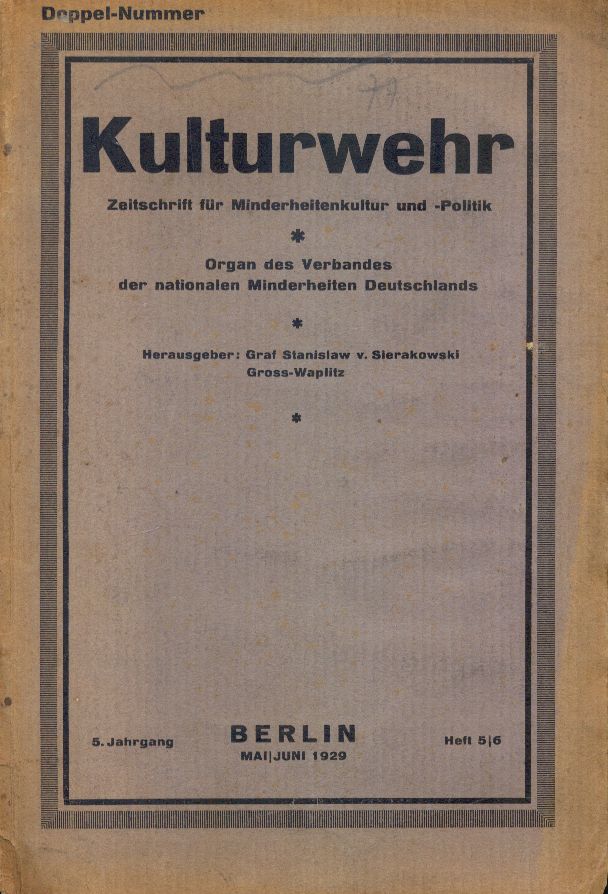 Doppel-Nummer
77
Kulturwehr
Zeitschrift für Minderheitenkultur und -Politik
*
Organ des Verbandes
der nationalen Minderheiten Deutschlands
*
Herausgeber: Graf Stanislaw v. Sierakowski
Gross-Waplitz
*
5. Jahrgang BERLIN Heft 5|6
MAI|JUNI 1929